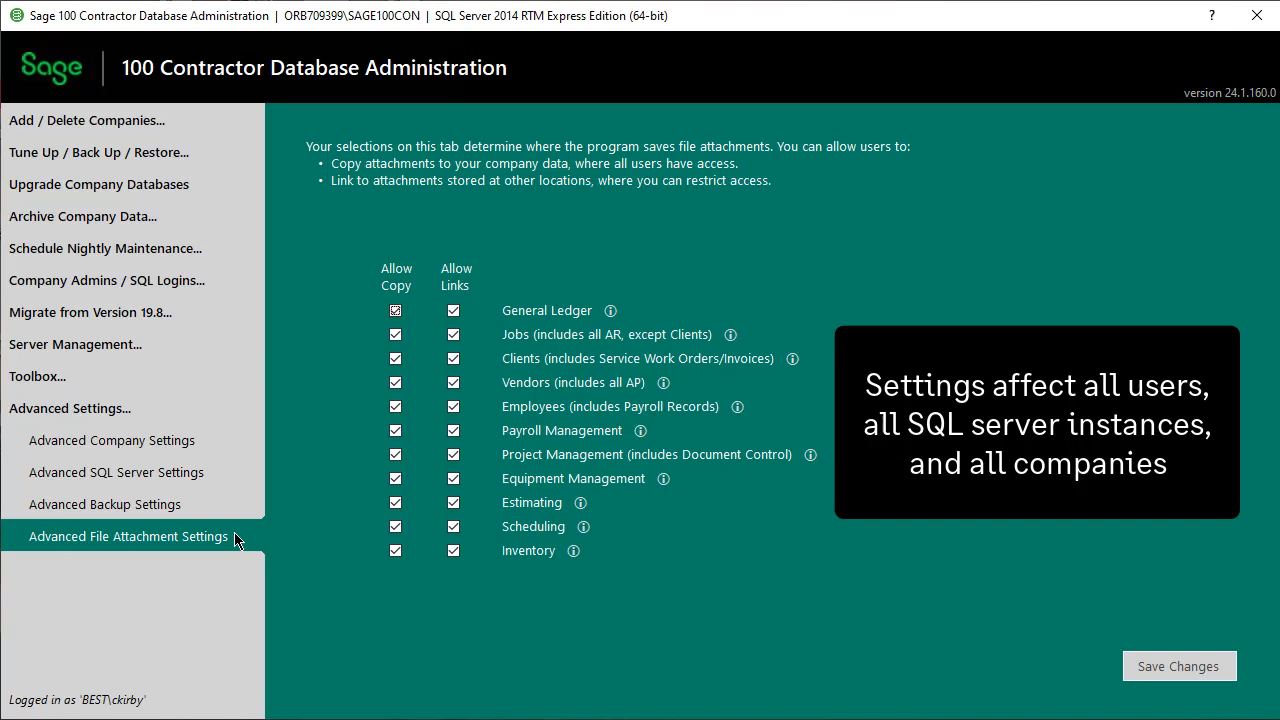 Sage 100 Contractor Database Administration | ORB709399\SAGE100CON | SQL Server 2014 RTM Express Edition (64-bit)
?
Sage
100 Contractor Database Administration
version 24.1.160.0
Add / Delete Companies...
Tune Up / Back Up / Restore...
Upgrade Company Databases
Archive Company Data...
Schedule Nightly Maintenance...
Company Admins / SQL Logins...
Migrate from Version 19.8...
Server Management...
Toolbox...
Advanced Settings...
Advanced Company Settings
Advanced SQL Server Settings
Advanced Backup Settings
Advanced File Attachment Settings
Logged in as 'BEST\ckirby'
Your selections on this tab determine where the program saves file attachments. You can allow users to:
• Copy attachments to your company data, where all users have access.
• Link to attachments stored at other locations, where you can restrict access.
Allow Copy
Allow Links
General Ledger
Jobs (includes all AR, except Clients)
Clients (includes Service Work Orders/Invoices)
Vendors (includes all AP)
Employees (includes Payroll Records)
Payroll Management
Project Management (includes Document Control)
Equipment Management
Estimating
Scheduling
Inventory
Settings affect all users,
all SQL server instances,
and all companies
Save Changes